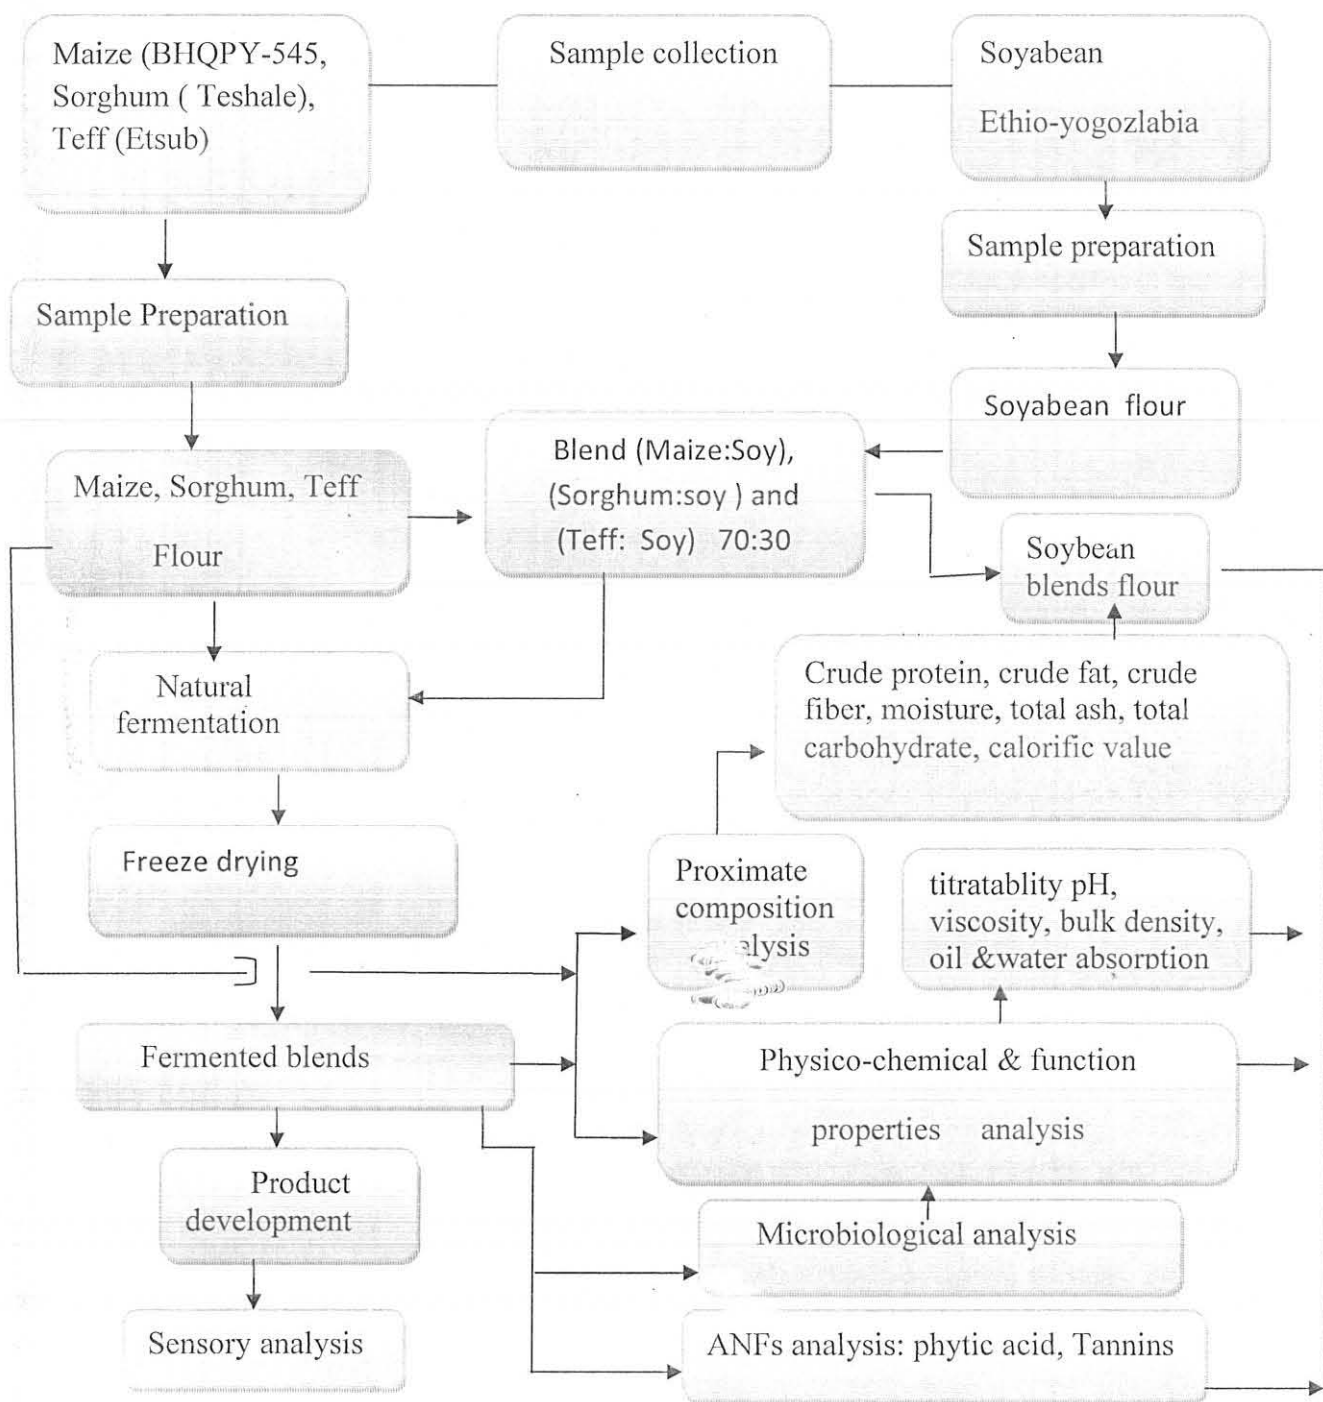 Maize (BHQPY-545,
Sorghum ( Teshale),
Teff (Etsub)
Sample collection
Soyabean
Ethio-yogozlabia
Sample preparation
Sample Preparation
Soyabean flour
Blend (Maize:Soy),
(Sorghum:soy ) and
(Teff: Soy) 70:30
Maize, Sorghum, Teff
Flour
Soybean
blends flour
Natural
fermentation
Crude protein, crude fat, crude
fiber, moisture, total ash, total
carbohydrate, calorific value
Freeze drying
Proximate
composition
alysis
titratablity pH,
viscosity, bulk density,
oil &water absorption
Fermented blends
Physico-chemical & function
properties analysis
Product
development
Microbiological analysis
Sensory analysis
ANFs analysis: phytic acid, Tannins